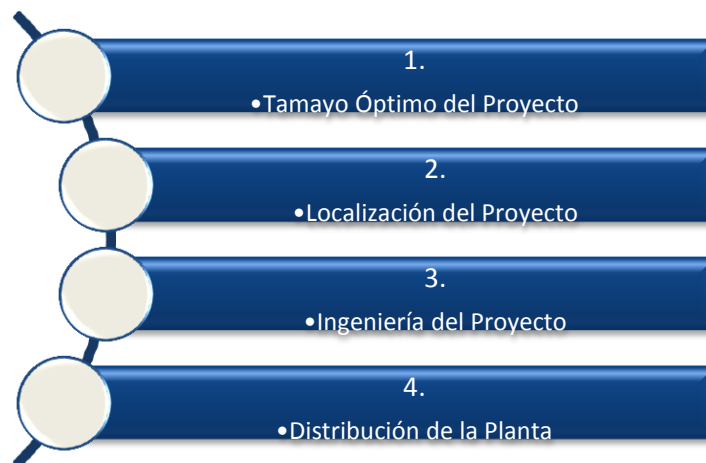 1.
•Tamayo Óptimo del Proyecto
2.
•Localización del Proyecto
3.
•Ingeniería del Proyecto
4.
•Distribución de la Planta